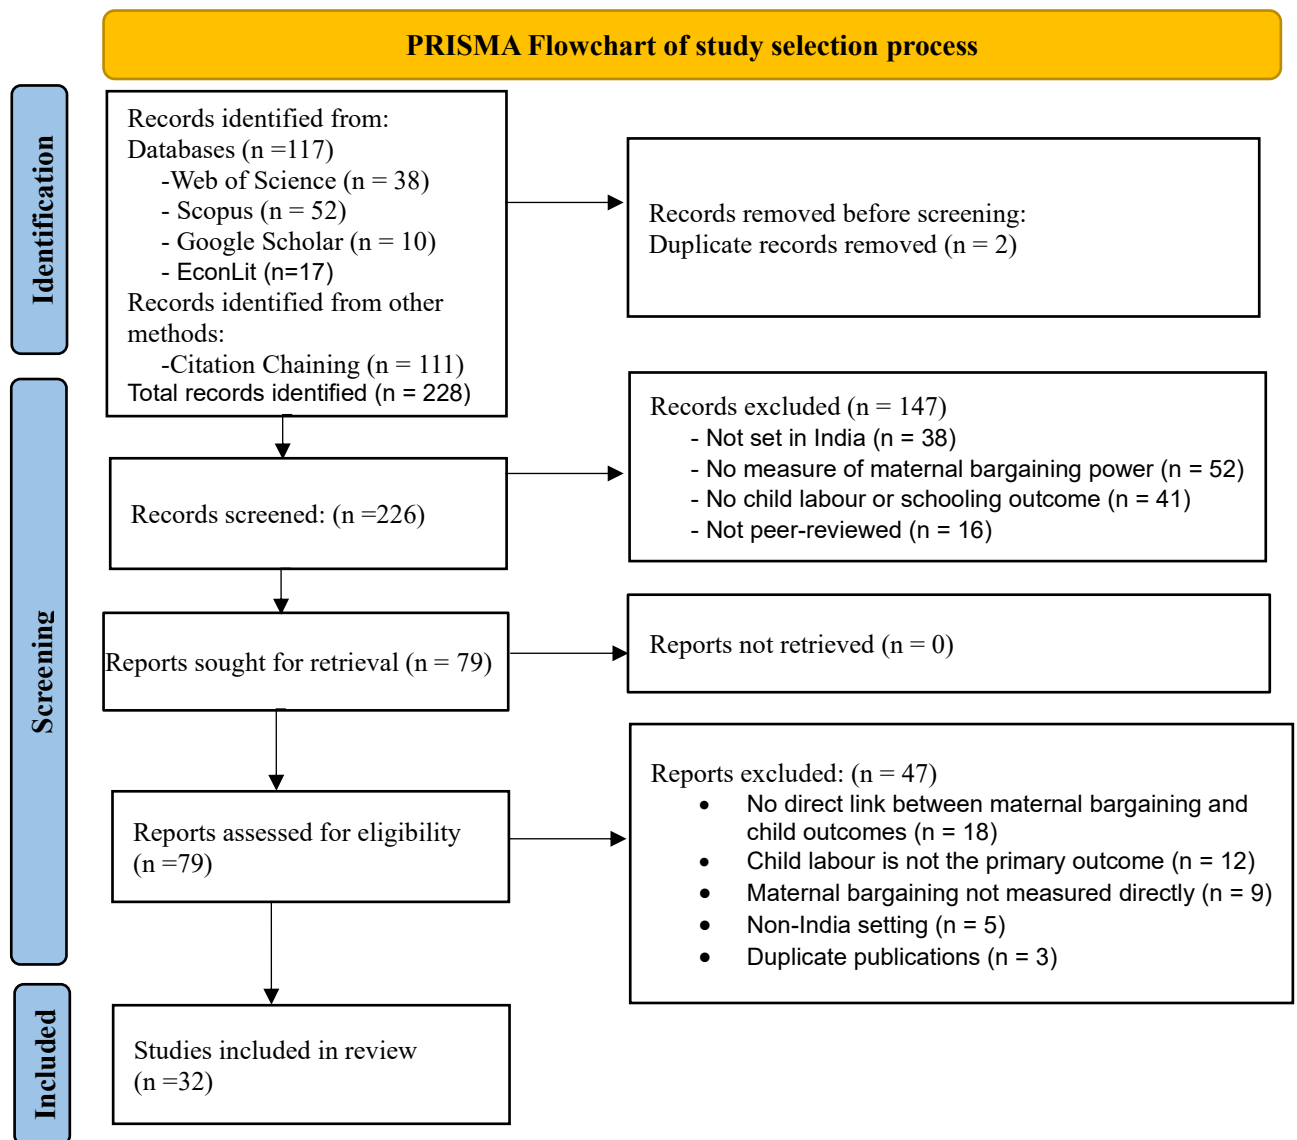 PRISMA Flowchart of study selection process
Identification
Records identified from:
Databases (n =117)
-Web of Science (n = 38)
- Scopus (n = 52)
- Google Scholar (n = 10)
- EconLit (n=17)
Records identified from other
methods:
-Citation Chaining (n = 111)
Total records identified (n = 228)
Records removed before screening:
Duplicate records removed (n = 2)
Screening
Records screened: (n =226)
Records excluded (n = 147)
- Not set in India (n = 38)
- No measure of maternal bargaining power (n = 52)
- No child labour or schooling outcome (n = 41)
- Not peer-reviewed (n = 16)
Reports sought for retrieval (n = 79)
Reports not retrieved (n = 0)
Reports assessed for eligibility
(n =79)
Reports excluded: (n = 47)
• No direct link between maternal bargaining and
child outcomes (n = 18)
• Child labour is not the primary outcome (n = 12)
• Maternal bargaining not measured directly (n = 9)
• Non-India setting (n = 5)
• Duplicate publications (n = 3)
Included
Studies included in review
(n =32)